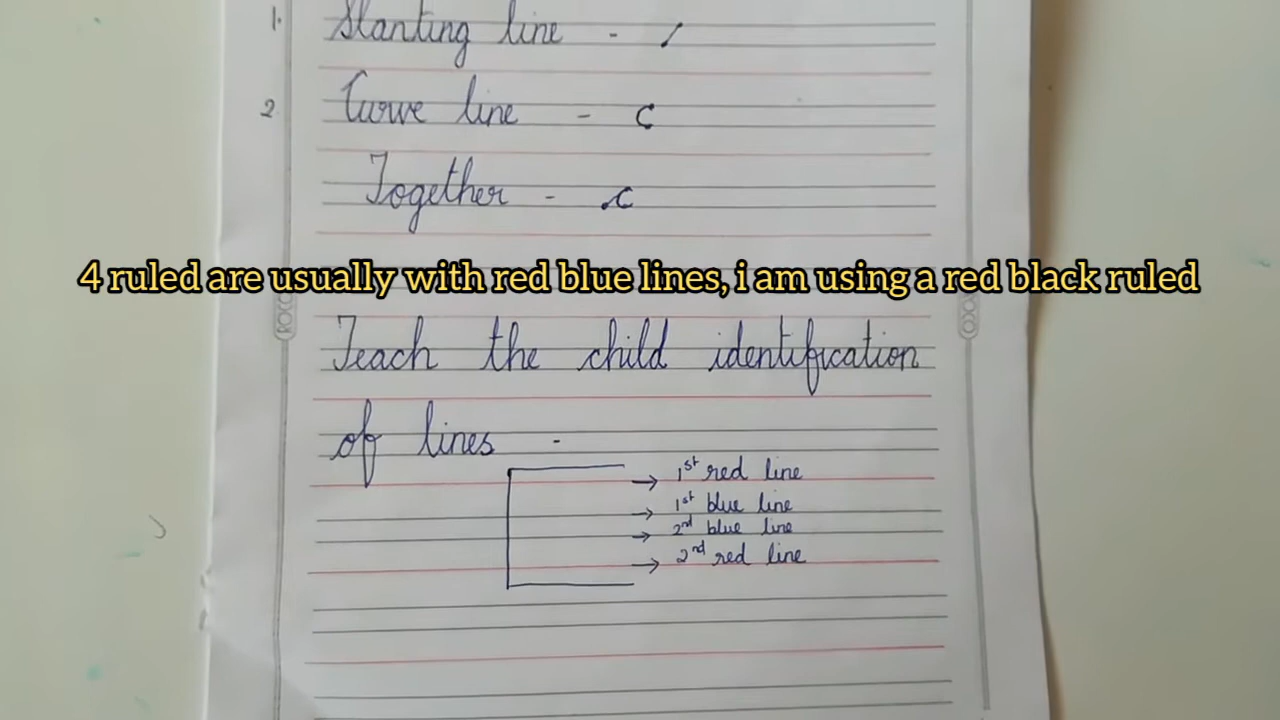 1. Slanting line - /
2 Curve line - c
Together - c
4 ruled are usually with red blue lines, i am using a red black ruled
Teach the child identification
of lines -
→ 1st red line
→ 1st blue line
→ 2nd blue line
→ 2nd red line